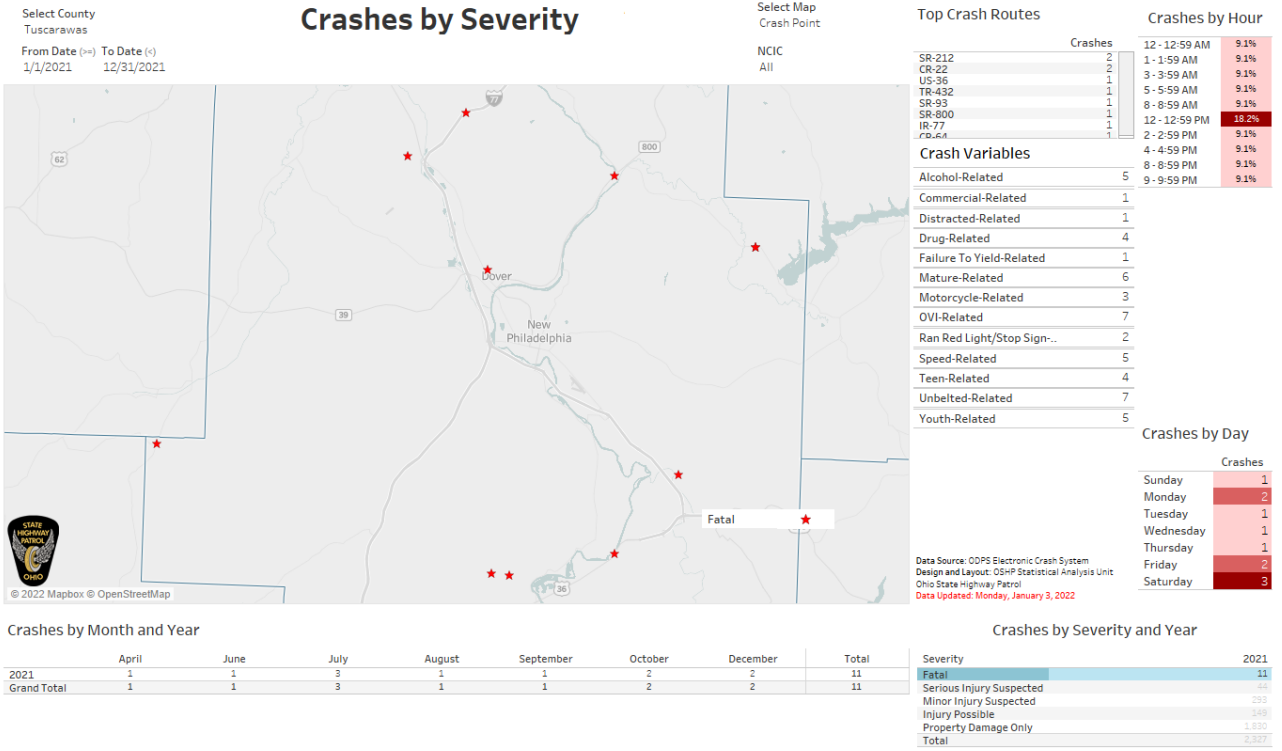 Select County
Tuscarawas
From Date (>=) To Date (<)
1/1/2021 12/31/2021
Crashes by Severity
Select Map
Crash Point
NCIC
All
77
62
800
Dover
39
New
Philadelphia
36
Fatal
STATE
HIGHWAY
PATROL
OHIO
© 2022 Mapbox © OpenStreetMap
Top Crash Routes
Crashes
SR-212 2
CR-22 2
US-36 1
TR-432 1
SR-93 1
SR-800 1
IR-77 1
CR-64 1
Crash Variables
Alcohol-Related 5
Commercial-Related 1
Distracted-Related 1
Drug-Related 4
Failure To Yield-Related 1
Mature-Related 6
Motorcycle-Related 3
OVI-Related 7
Ran Red Light/Stop Sign-.. 2
Speed-Related 5
Teen-Related 4
Unbelted-Related 7
Youth-Related 5
Crashes by Hour
12 - 12:59 AM 9.1%
1 - 1:59 AM 9.1%
3 - 3:59 AM 9.1%
5 - 5:59 AM 9.1%
8 - 8:59 AM 9.1%
12 - 12:59 PM 18.2%
2 - 2:59 PM 9.1%
4 - 4:59 PM 9.1%
8 - 8:59 PM 9.1%
9 - 9:59 PM 9.1%
Crashes by Day
Crashes
Sunday 1
Monday 2
Tuesday 1
Wednesday 1
Thursday 1
Friday 2
Saturday 3
Data Source: ODPS Electronic Crash System
Design and Layout: OSHP Statistical Analysis Unit
Ohio State Highway Patrol
Data Updated: Monday, January 3, 2022
Crashes by Month and Year
April June July August September October December Total
2021 1 1 3 1 1 2 2 11
Grand Total 1 1 3 1 1 2 2 11
Crashes by Severity and Year
Severity 2021
Fatal 11
Serious Injury Suspected 44
Minor Injury Suspected 293
Injury Possible 149
Property Damage Only 1,830
Total 2,327